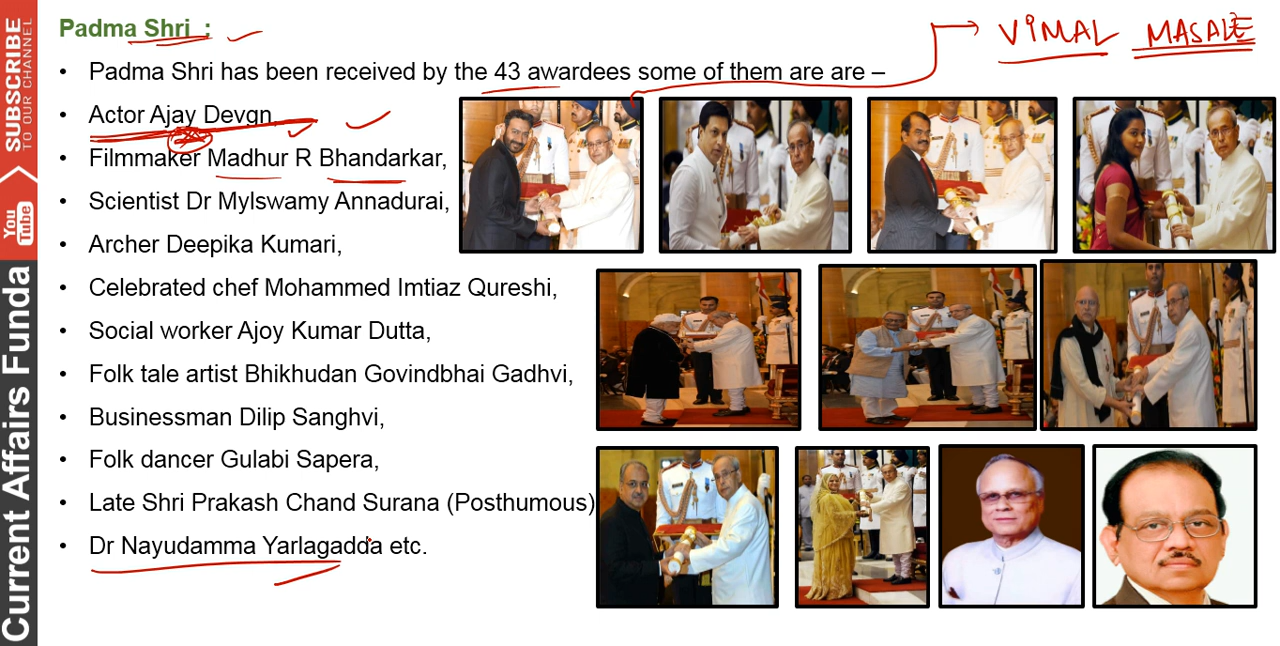 SUBSCRIBE
TO OUR CHANNEL
You
Tube
Current Affairs Funda
Padma Shri :
VIMAL MASALE
• Padma Shri has been received by the 43 awardees some of them are are –
• Actor Ajay Devgn
• Filmmaker Madhur R Bhandarkar,
• Scientist Dr Mylswamy Annadurai,
• Archer Deepika Kumari,
• Celebrated chef Mohammed Imtiaz Qureshi,
• Social worker Ajoy Kumar Dutta,
• Folk tale artist Bhikhudan Govindbhai Gadhvi,
• Businessman Dilip Sanghvi,
• Folk dancer Gulabi Sapera,
• Late Shri Prakash Chand Surana (Posthumous)
• Dr Nayudamma Yarlagadda etc.